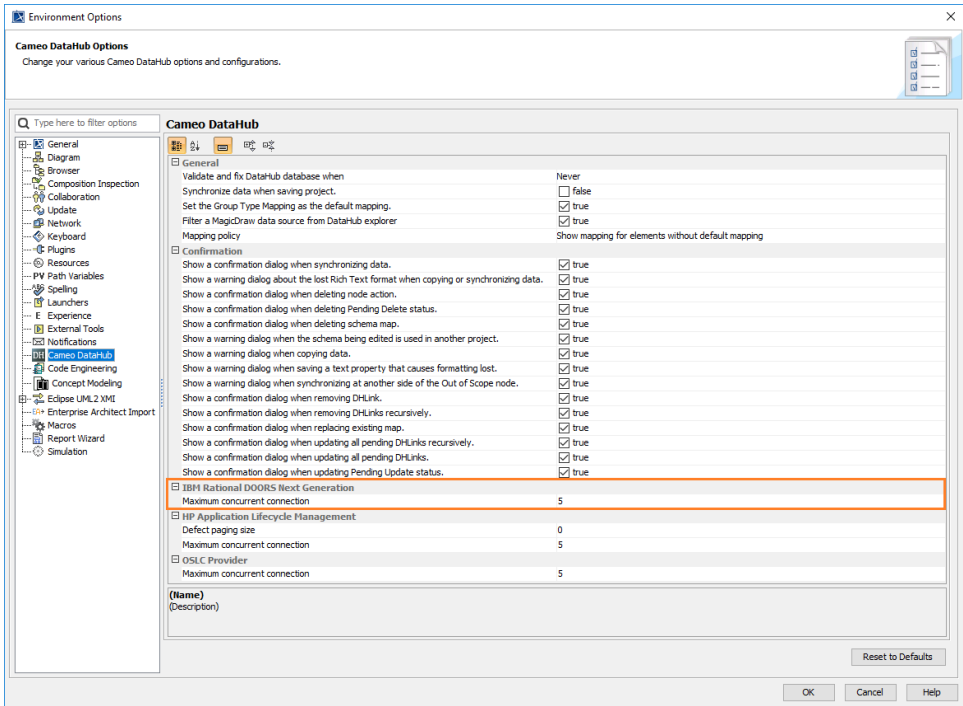 Environment Options
Cameo DataHub Options
Change your various Cameo DataHub options and configurations.
Type here to filter options
General
Diagram
Browser
Composition Inspection
Collaboration
Update
Network
Keyboard
Plugins
Resources
PV Path Variables
Spelling
Launchers
E Experience
External Tools
Notifications
DH Cameo DataHub
Code Engineering
Concept Modeling
Eclipse UML2 XMI
EA Enterprise Architect Import
Macros
Report Wizard
Simulation
Cameo DataHub
General
Validate and fix DataHub database when Never
Synchronize data when saving project. false
Set the Group Type Mapping as the default mapping. true
Filter a MagicDraw data source from DataHub explorer true
Mapping policy Show mapping for elements without default mapping
Confirmation
Show a confirmation dialog when synchronizing data. true
Show a warning dialog about the lost Rich Text format when copying or synchronizing data. true
Show a confirmation dialog when deleting node action. true
Show a confirmation dialog when deleting Pending Delete status. true
Show a confirmation dialog when deleting schema map. true
Show a warning dialog when the schema being edited is used in another project. true
Show a warning dialog when copying data. true
Show a warning dialog when saving a text property that causes formatting lost. true
Show a warning dialog when synchronizing at another side of the Out of Scope node. true
Show a confirmation dialog when removing DHLink. true
Show a confirmation dialog when removing DHLinks recursively. true
Show a confirmation dialog when replacing existing map. true
Show a confirmation dialog when updating all pending DHLinks recursively. true
Show a confirmation dialog when updating all pending DHLinks. true
Show a confirmation dialog when updating Pending Update status. true
IBM Rational DOORS Next Generation
Maximum concurrent connection 5
HP Application Lifecycle Management
Defect paging size 0
Maximum concurrent connection 5
OSLC Provider
Maximum concurrent connection 5
(Name)
(Description)
Reset to Defaults
OK Cancel Help